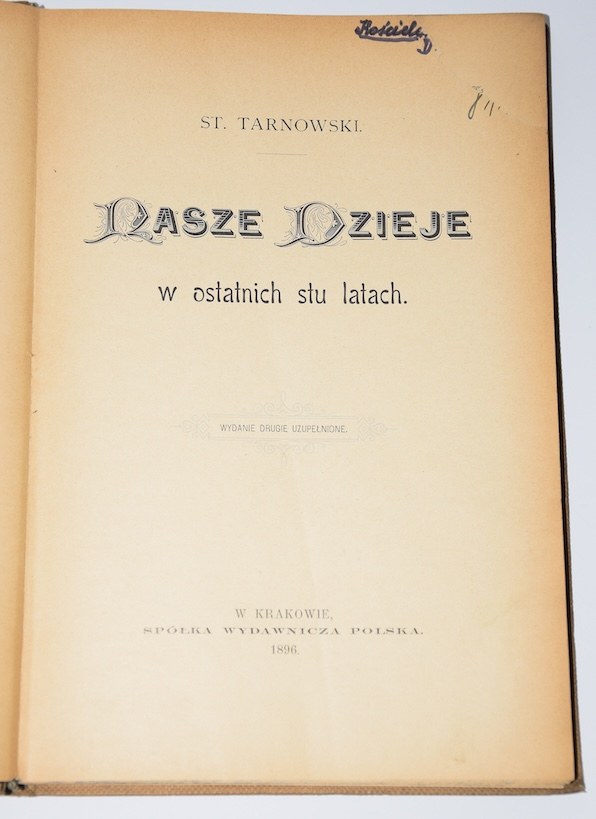 ST. TARNOWSKI.
NASZE DZIEJE
w ostatnich stu latach.
WYDANIE DRUGIE UZUPEŁNIONE.
W KRAKOWIE,
SPÓŁKA WYDAWNICZA POLSKA.
1896.